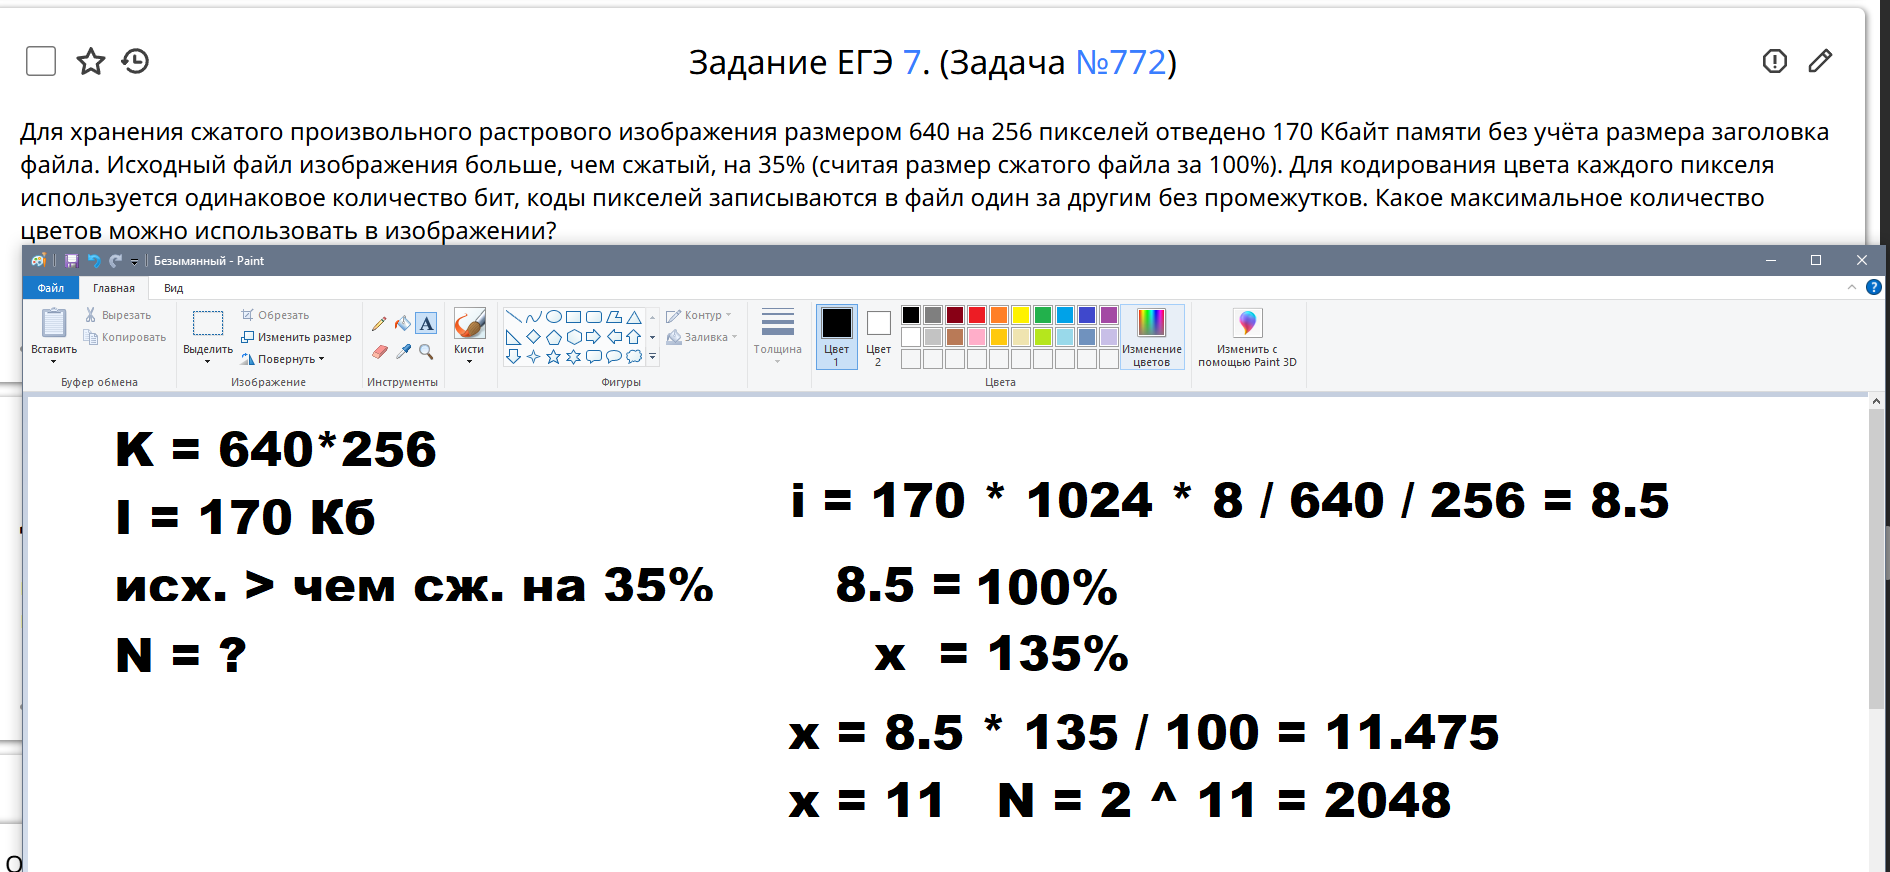 Задание ЕГЭ 7. (Задача №772)
Для хранения сжатого произвольного растрового изображения размером 640 на 256 пикселей отведено 170 Кбайт памяти без учёта размера заголовка
файла. Исходный файл изображения больше, чем сжатый, на 35% (считая размер сжатого файла за 100%). Для кодирования цвета каждого пикселя
используется одинаковое количество бит, коды пикселей записываются в файл один за другим без промежутков. Какое максимальное количество
цветов можно использовать в изображении?
Безымянный - Paint
Файл Главная Вид
Вставить
Вырезать
Копировать
Буфер обмена
Выделить
Обрезать
Изменить размер
Повернуть
Изображение
A
Инструменты
Кисти
Контур
Заливка
Фигуры
Толщина
Цвет 1
Цвет 2
Изменение цветов
Цвета
Изменить с помощью Paint 3D
K = 640*256
I = 170 Кб
исх. > чем сж. на 35%
N = ?
i = 170 * 1024 * 8 / 640 / 256 = 8.5
8.5 = 100%
x = 135%
x = 8.5 * 135 / 100 = 11.475
x = 11 N = 2 ^ 11 = 2048